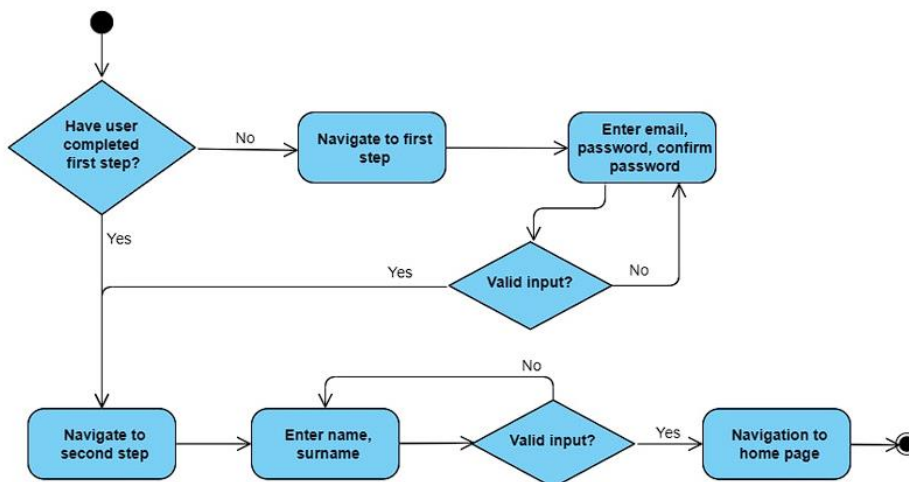 Have user
completed
first step?
No
Navigate to first
step
Enter email,
password, confirm
password
Yes
Yes
Valid input?
No
No
Navigate to
second step
Enter name,
surname
Valid input?
Yes
Navigation to
home page